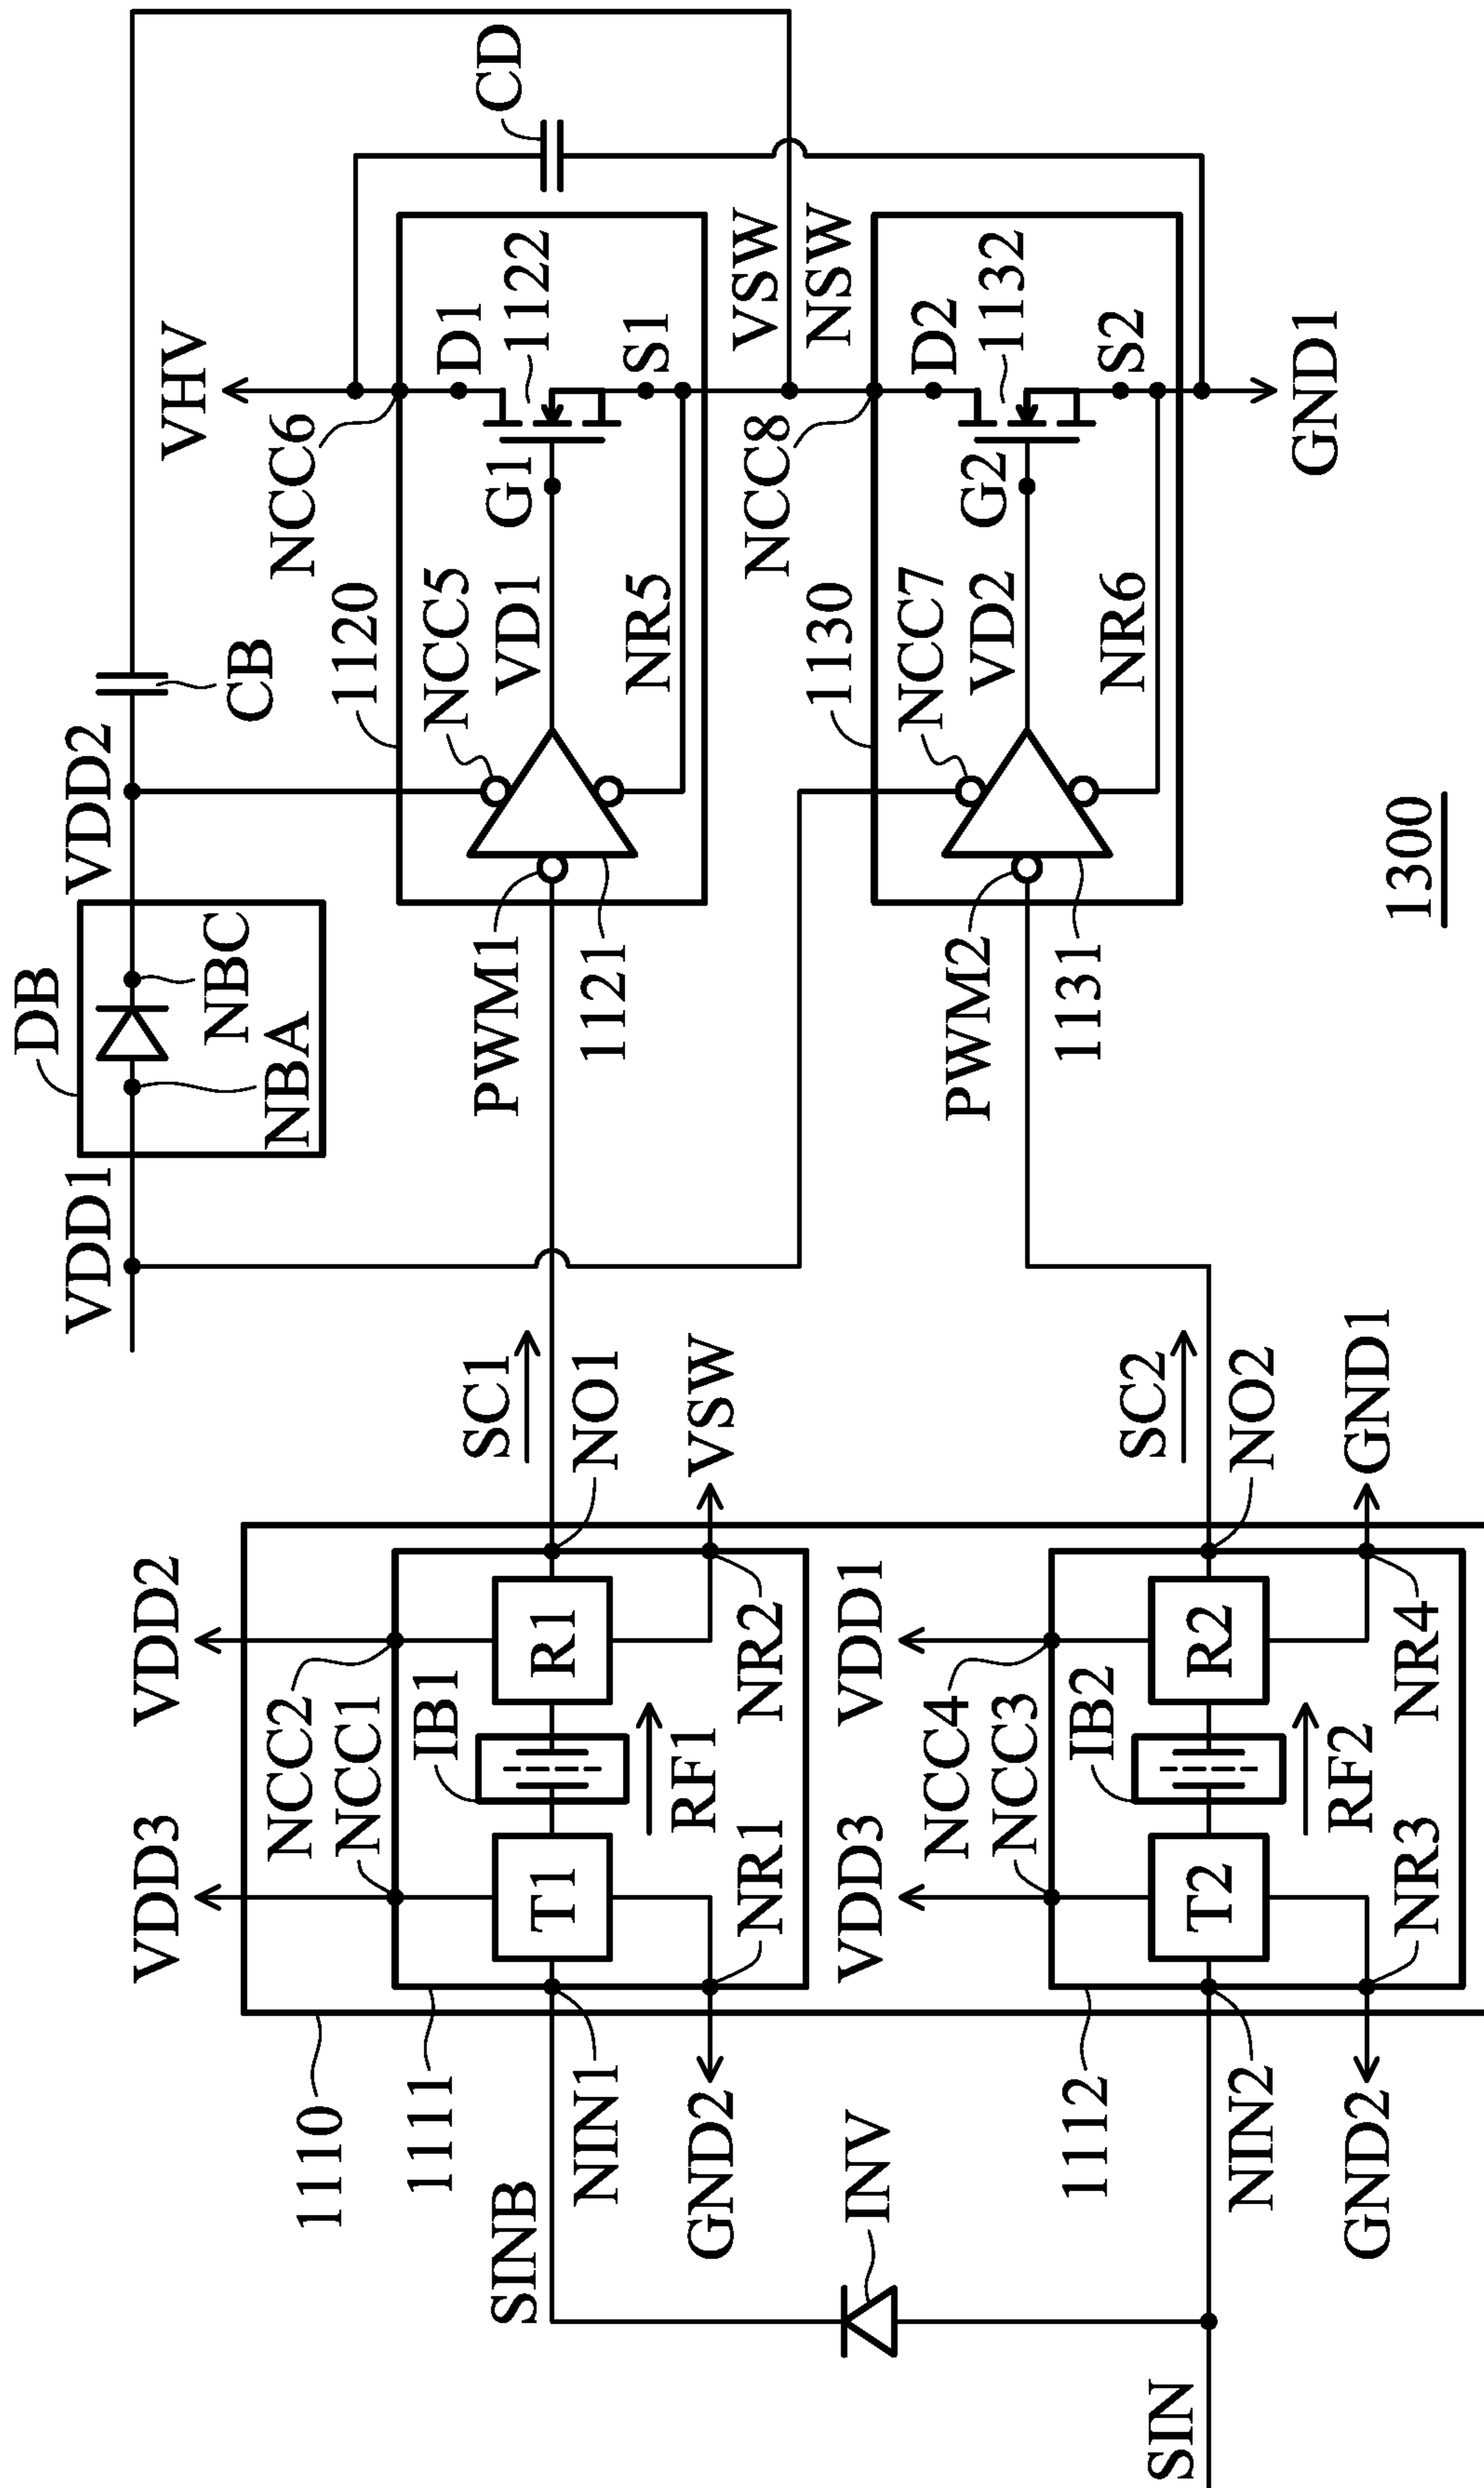 VDD1
DB
NBA
NBC
VDD2
CB
CD
VHV
NCC6
1120
NCC5
D1
1122
G1
VD1
S1
NR5
PWM1
1121
VSW
NSW
NCC8
1130
NCC7
D2
1132
G2
VD2
S2
NR6
PWM2
1131
GND1
1110
1111
VDD3
VDD2
NCC2
NCC1
IB1
T1
R1
RF1
NR1
NR2
SINB
NIN1
GND2
SC1
NO1
VSW
INV
1112
VDD3
VDD1
NCC4
NCC3
IB2
T2
R2
RF2
NR3
NR4
SIN
NIN2
GND2
SC2
NO2
GND1
1300